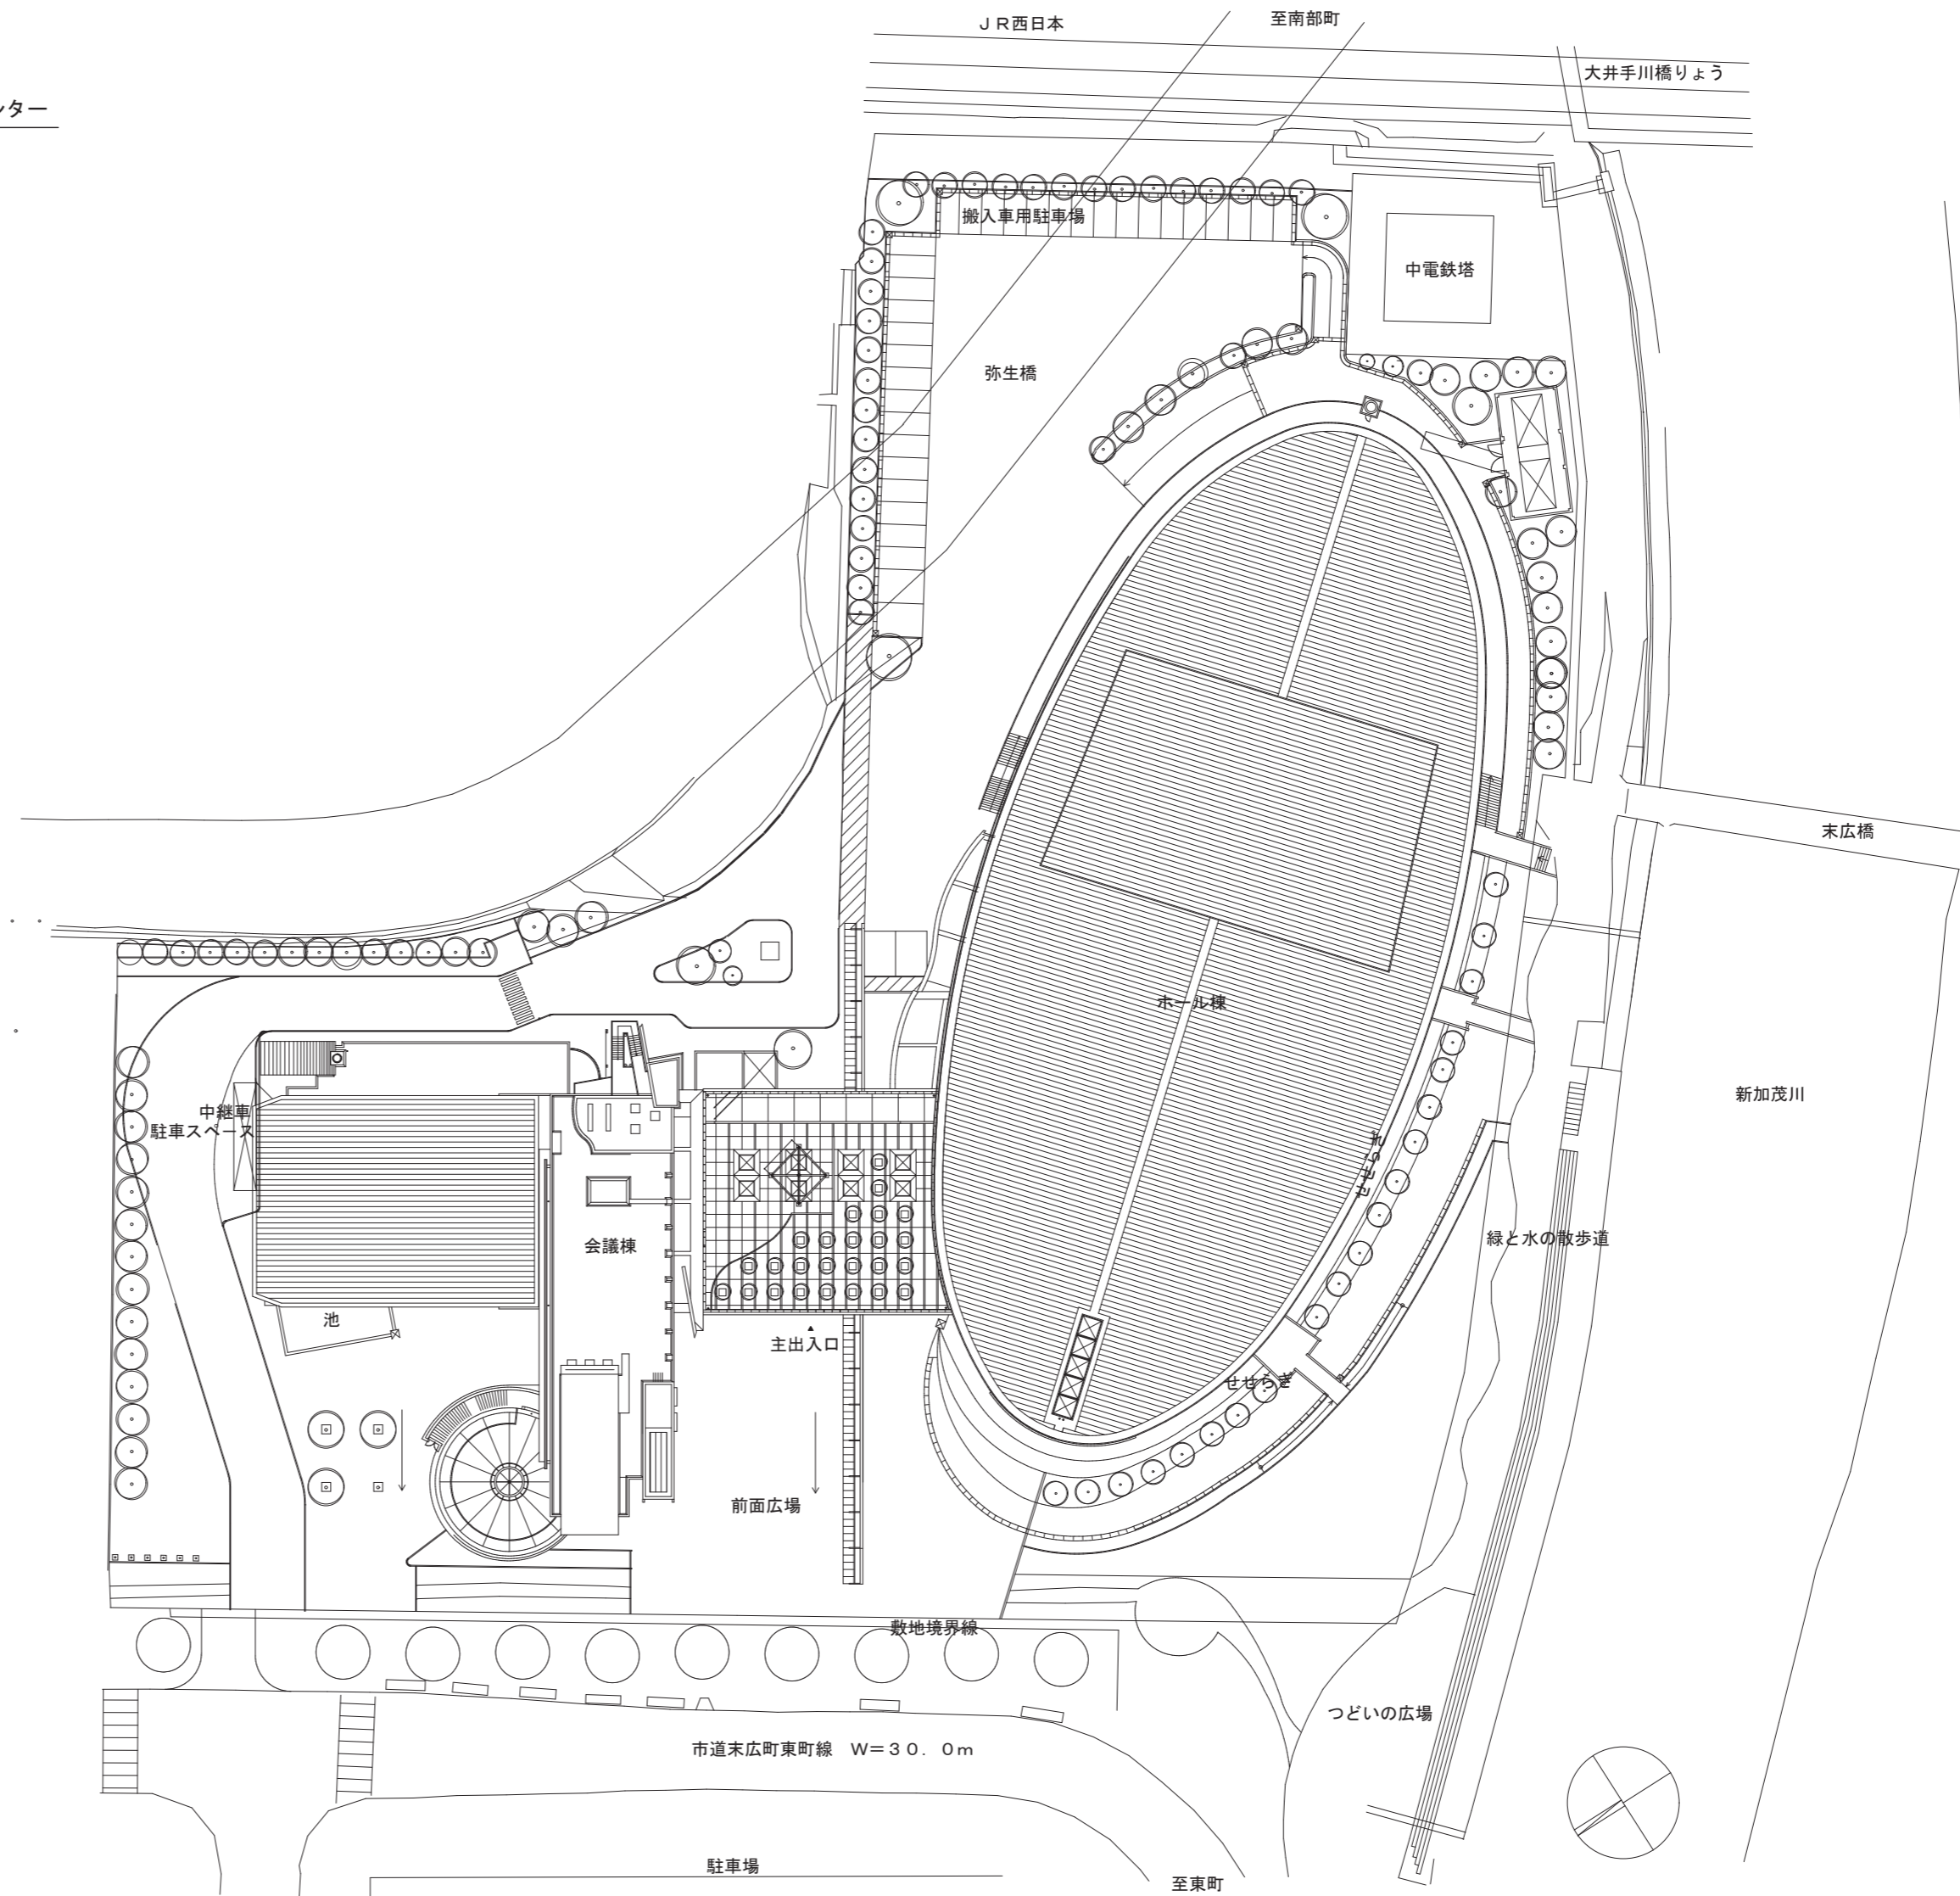 ンター
ＪＲ西日本
至南部町
大井手川橋りょう
搬入車用駐車場
中電鉄塔
弥生橋
末広橋
ホール棟
新加茂川
中継車
駐車スペース
せせらぎ
緑と水の散歩道
会議棟
池
主出入口
せせらぎ
前面広場
敷地境界線
つどいの広場
市道末広町東町線　Ｗ＝３０．０ｍ
駐車場
至東町